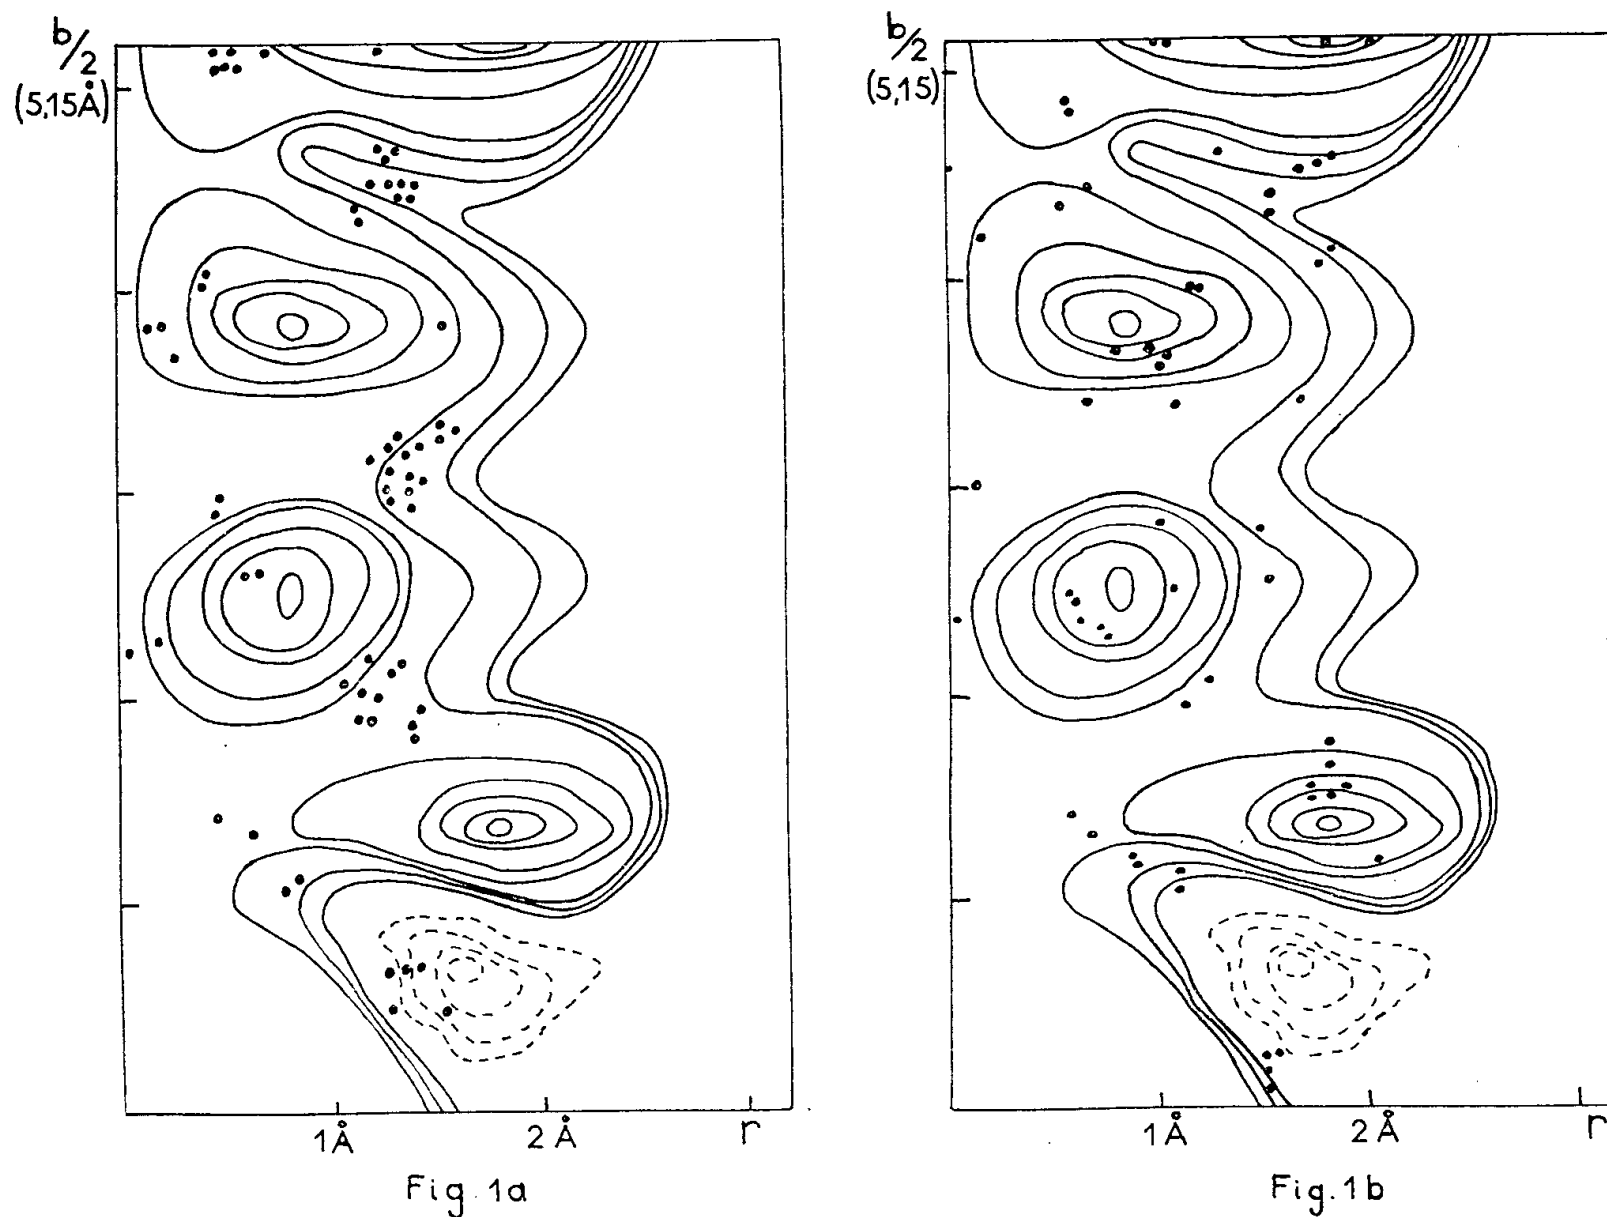 b/2
(5,15Å)
1Å
2Å
r
Fig. 1a
b/2
(5,15)
1Å
2Å
r
Fig. 1b